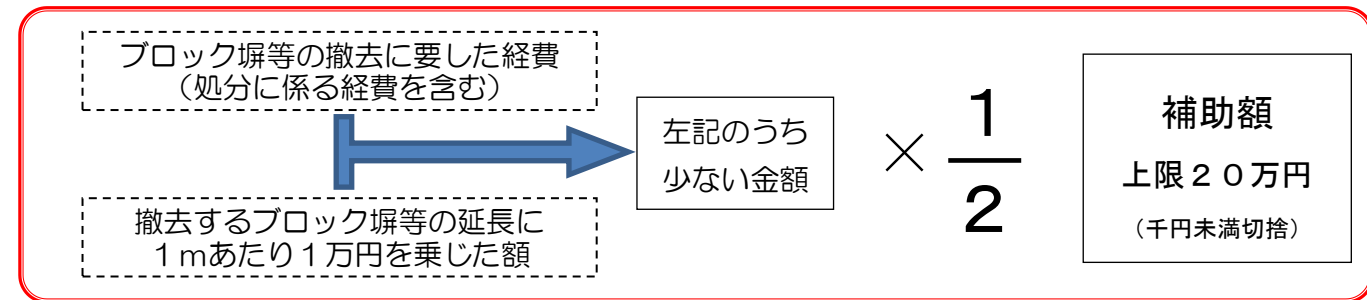 ブロック塀等の撤去に要した経費
（処分に係る経費を含む）
撤去するブロック塀等の延長に
１ｍあたり１万円を乗じた額
左記のうち
少ない金額
×
1
2
補助額
上限２０万円
（千円未満切捨）